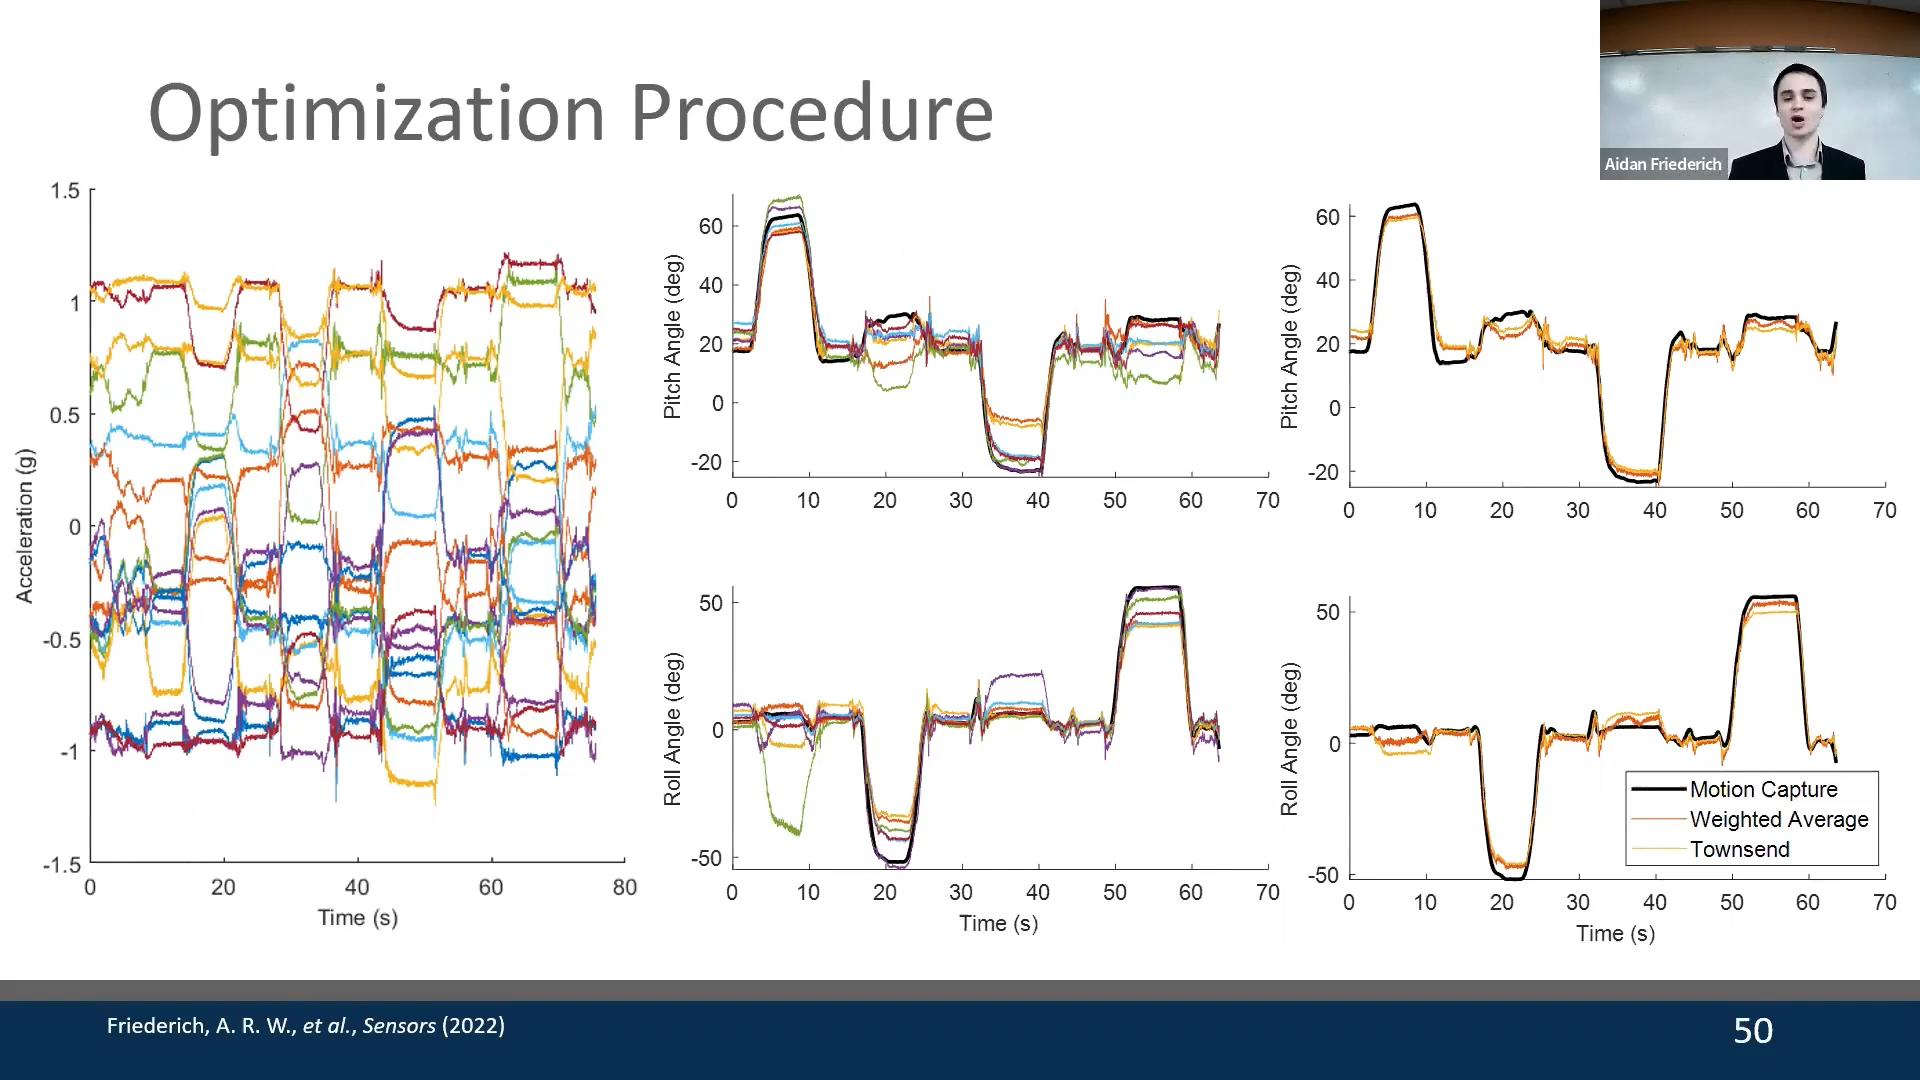 Optimization Procedure
Aidan Friederich
1.5
1
0.5
0
-0.5
-1
-1.5
Acceleration (g)
0 20 40 60 80
Time (s)
60
40
20
0
-20
Pitch Angle (deg)
0 10 20 30 40 50 60 70
50
0
-50
Roll Angle (deg)
0 10 20 30 40 50 60 70
Time (s)
60
40
20
0
-20
Pitch Angle (deg)
0 10 20 30 40 50 60 70
50
0
-50
Roll Angle (deg)
Motion Capture
Weighted Average
Townsend
0 10 20 30 40 50 60 70
Time (s)
Friederich, A. R. W., et al., Sensors (2022)
50